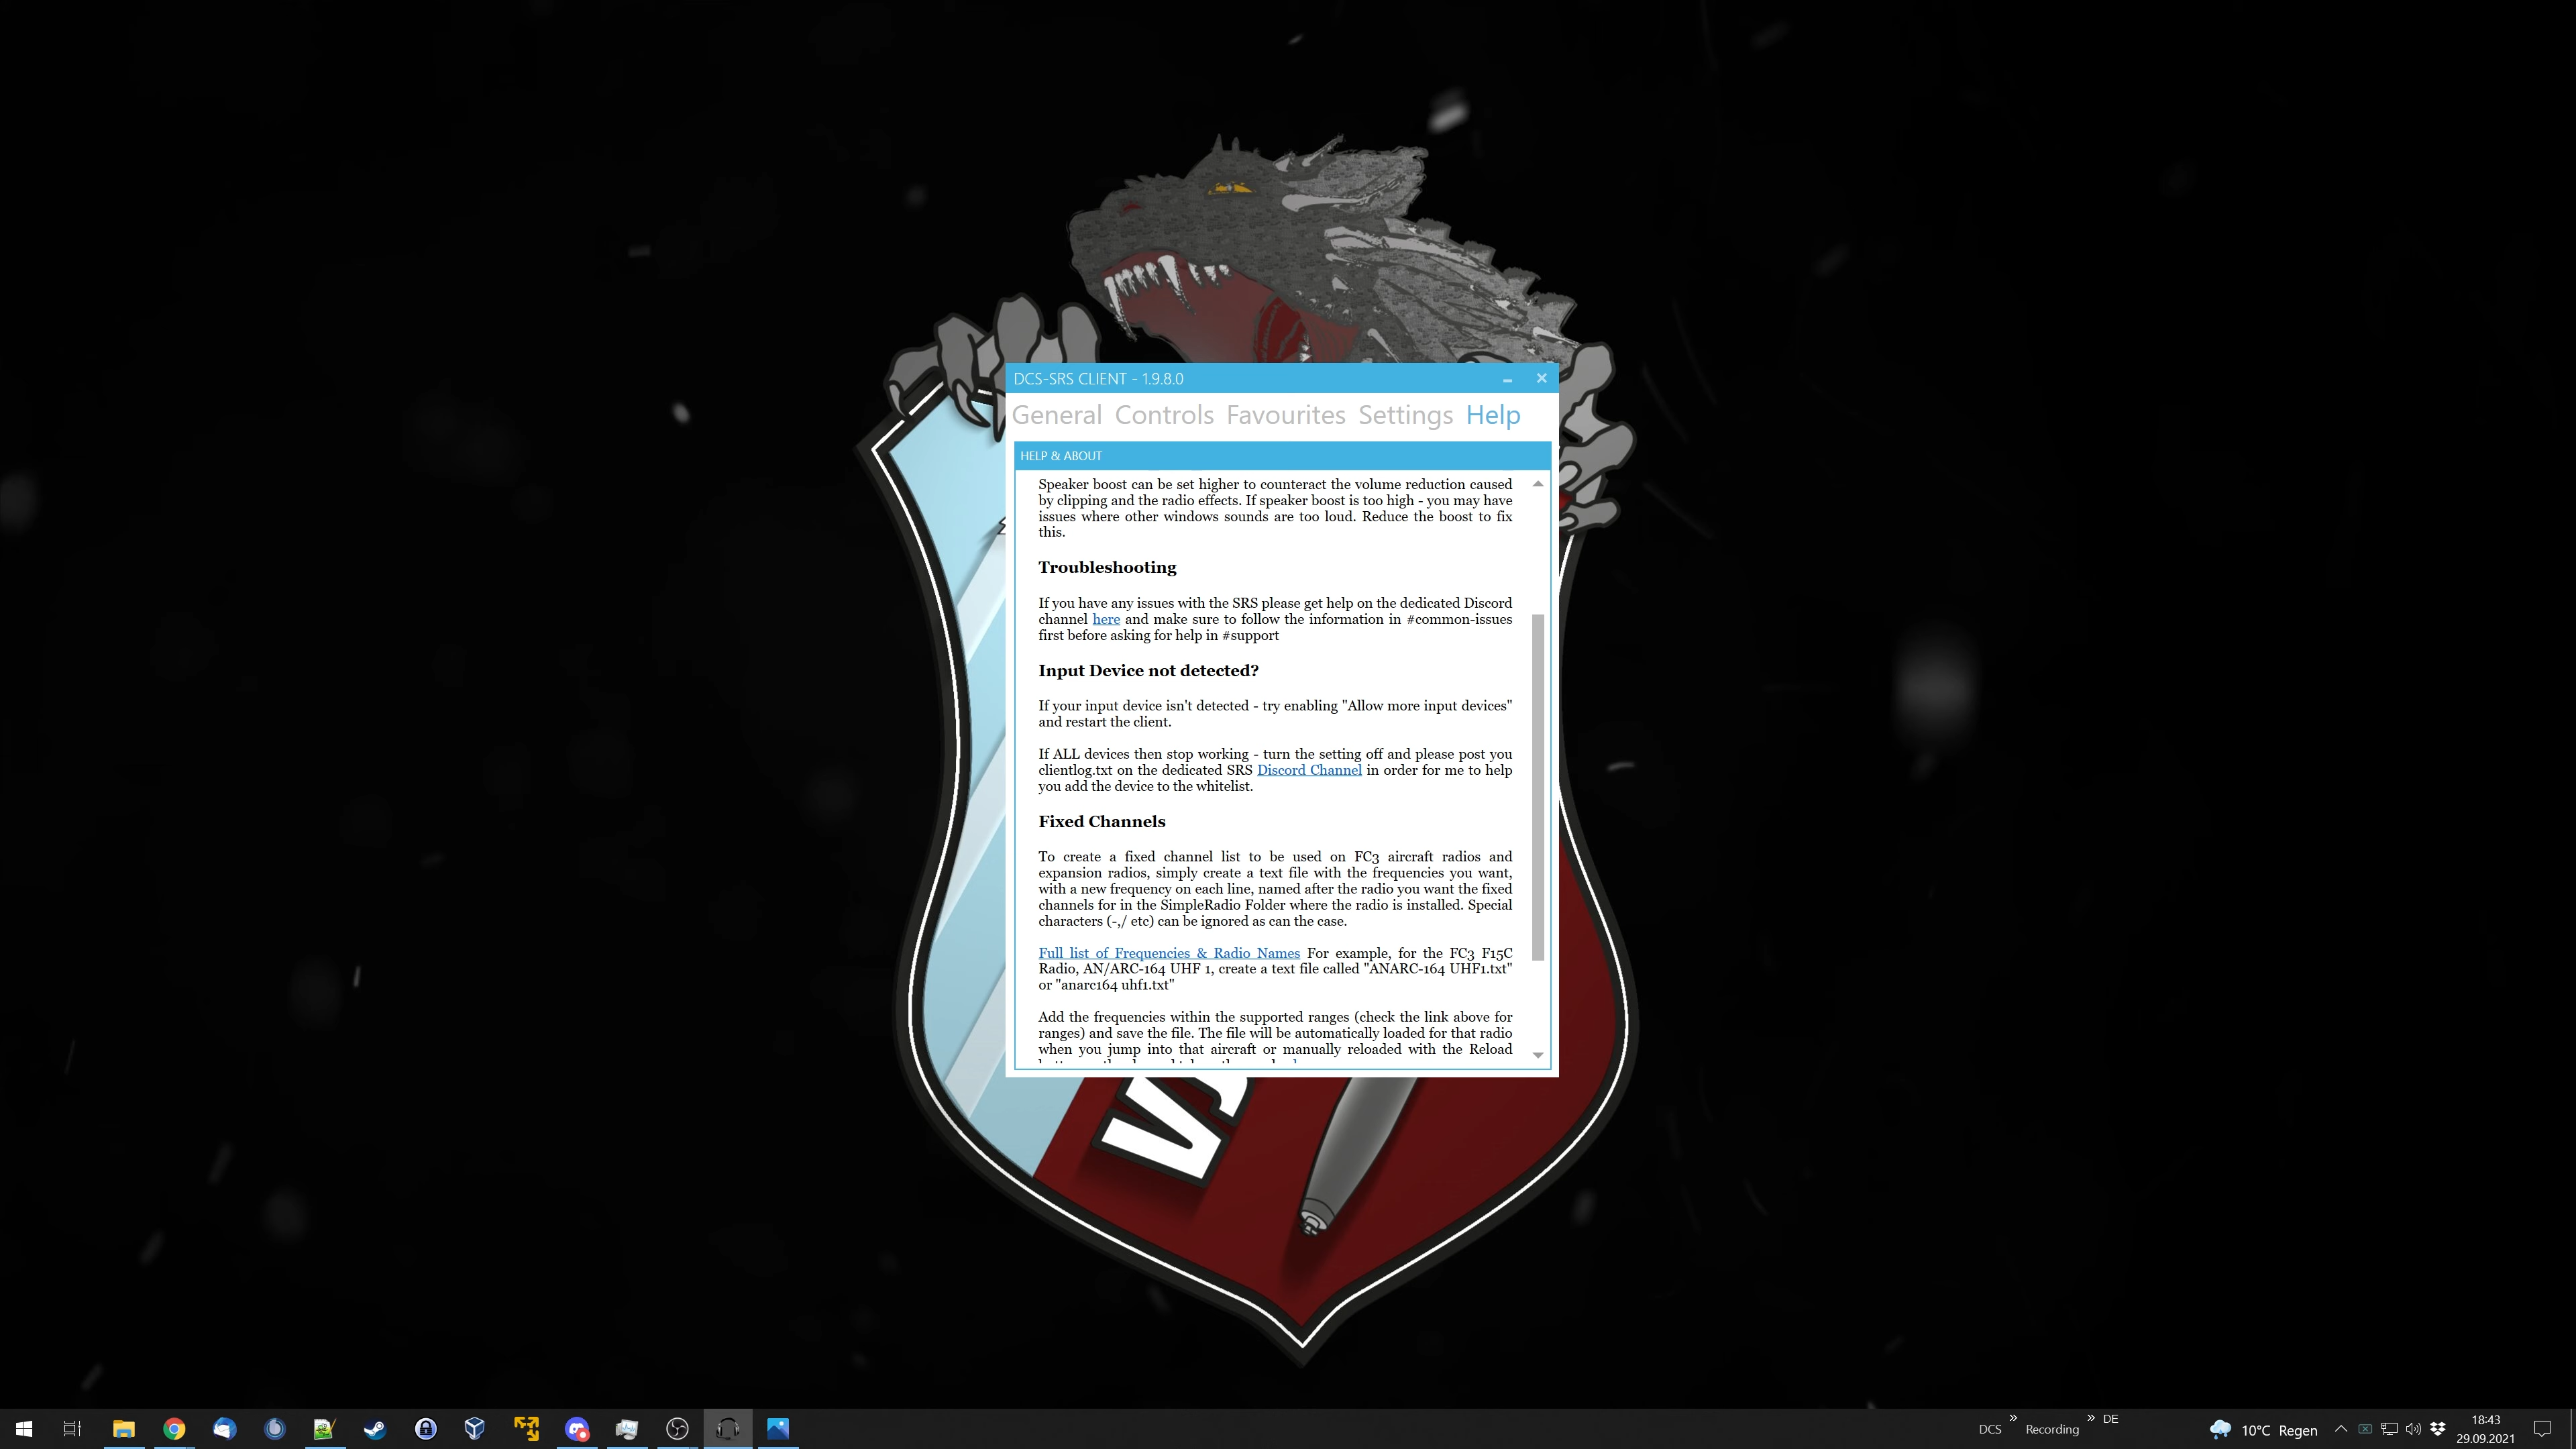 DCS-SRS CLIENT - 1.9.8.0
General Controls Favourites Settings Help
HELP & ABOUT
Speaker boost can be set higher to counteract the volume reduction caused
by clipping and the radio effects. If speaker boost is too high - you may have
issues where other windows sounds are too loud. Reduce the boost to fix
this.
Troubleshooting
If you have any issues with the SRS please get help on the dedicated Discord
channel here and make sure to follow the information in #common-issues
first before asking for help in #support
Input Device not detected?
If your input device isn't detected - try enabling "Allow more input devices"
and restart the client.
If ALL devices then stop working - turn the setting off and please post you
clientlog.txt on the dedicated SRS Discord Channel in order for me to help
you add the device to the whitelist.
Fixed Channels
To create a fixed channel list to be used on FC3 aircraft radios and
expansion radios, simply create a text file with the frequencies you want,
with a new frequency on each line, named after the radio you want the fixed
channels for in the SimpleRadio Folder where the radio is installed. Special
characters (-,/ etc) can be ignored as can the case.
Full list of Frequencies & Radio Names For example, for the FC3 F15C
Radio, AN/ARC-164 UHF 1, create a text file called "ANARC-164 UHF1.txt"
or "anarc164 uhf1.txt"
Add the frequencies within the supported ranges (check the link above for
ranges) and save the file. The file will be automatically loaded for that radio
when you jump into that aircraft or manually reloaded with the Reload
DCS » Recording » DE
10°C Regen
18:43
29.09.2021